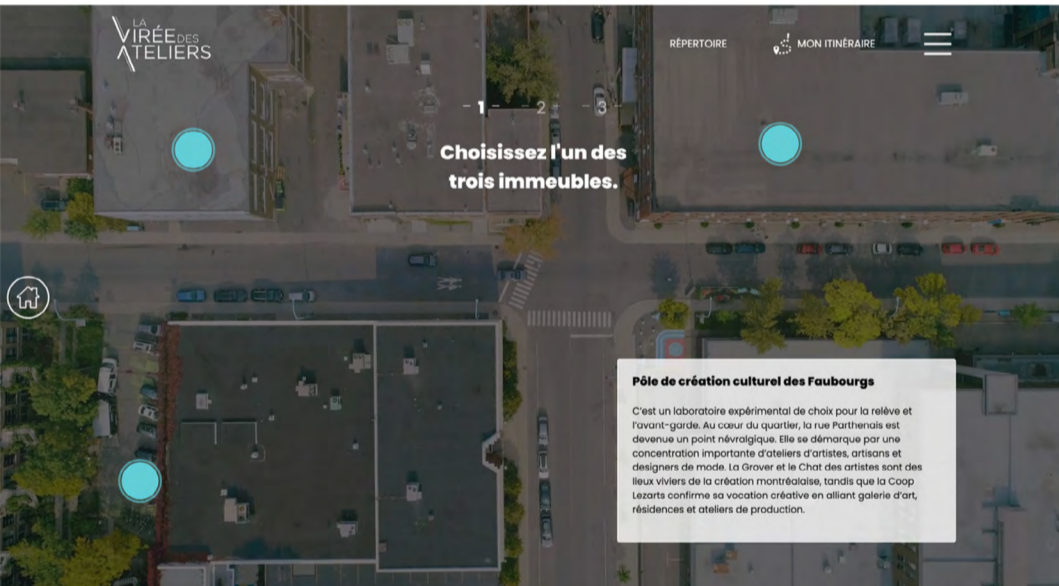 LA
VIRÉE DES
ATELIERS
RÉPERTOIRE
MON ITINÉRAIRE
- 1 - - 2 - - 3 -
Choisissez l'un des
trois immeubles.
Pôle de création culturel des Faubourgs
C'est un laboratoire expérimental de choix pour la relève et
l'avant-garde. Au cœur du quartier, la rue Parthenais est
devenue un point névralgique. Elle se démarque par une
concentration importante d'ateliers d'artistes, artisans et
designers de mode. La Grover et le Chat des artistes sont des
lieux viviers de la création montréalaise, tandis que la Coop
Lezarts confirme sa vocation créative en alliant galerie d'art,
résidences et ateliers de production.